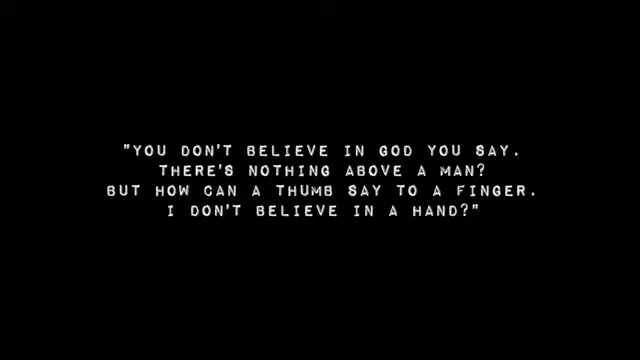 "YOU DON'T BELIEVE IN GOD YOU SAY.
THERE'S NOTHING ABOVE A MAN?
BUT HOW CAN A THUMB SAY TO A FINGER.
I DON'T BELIEVE IN A HAND?"